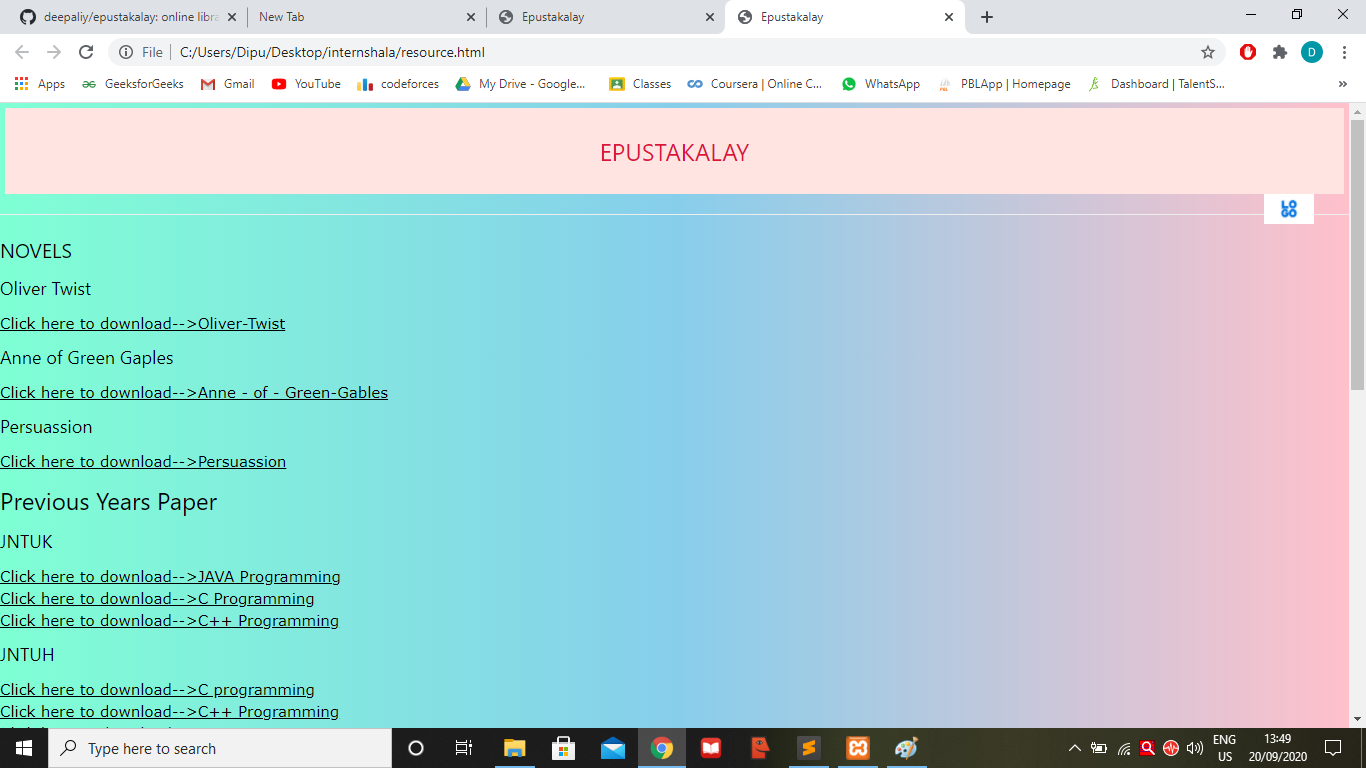 deepaliy/epustakalay: online libra
New Tab
Epustakalay
Epustakalay
File
C:/Users/Dipu/Desktop/internshala/resource.html
D
Apps
GeeksforGeeks
Gmail
YouTube
codeforces
My Drive - Google...
Classes
Coursera | Online C...
WhatsApp
PBLApp | Homepage
Dashboard | TalentS...
EPUSTAKALAY
LO
GO
NOVELS
Oliver Twist
Click here to download-->Oliver-Twist
Anne of Green Gaples
Click here to download-->Anne - of - Green-Gables
Persuassion
Click here to download-->Persuassion
Previous Years Paper
JNTUK
Click here to download-->JAVA Programming
Click here to download-->C Programming
Click here to download-->C++ Programming
JNTUH
Click here to download-->C programming
Click here to download-->C++ Programming
Type here to search
ENG
US
13:49
20/09/2020